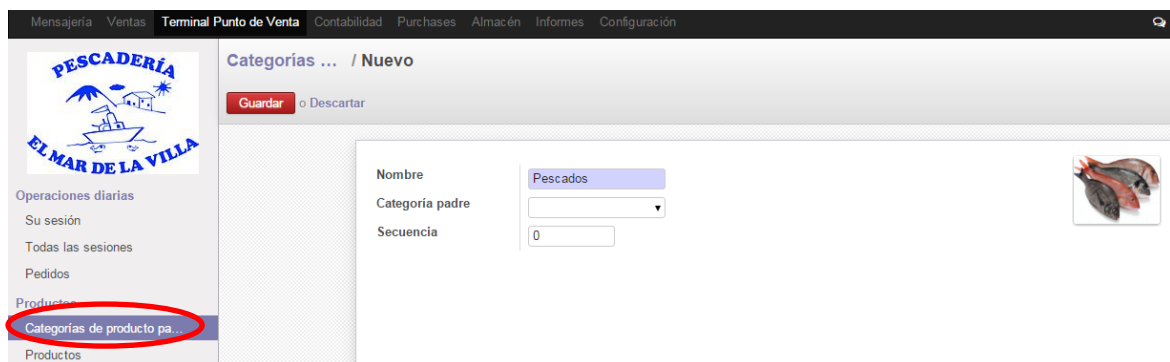 Mensajería Ventas Terminal Punto de Venta Contabilidad Purchases Almacén Informes Configuración
PESCADERÍA
EL MAR DE LA VILLA
Categorías ... / Nuevo
Guardar o Descartar
Nombre Pescados
Categoría padre
Secuencia 0
Operaciones diarias
Su sesión
Todas las sesiones
Pedidos
Productos
Categorías de producto pa...
Productos